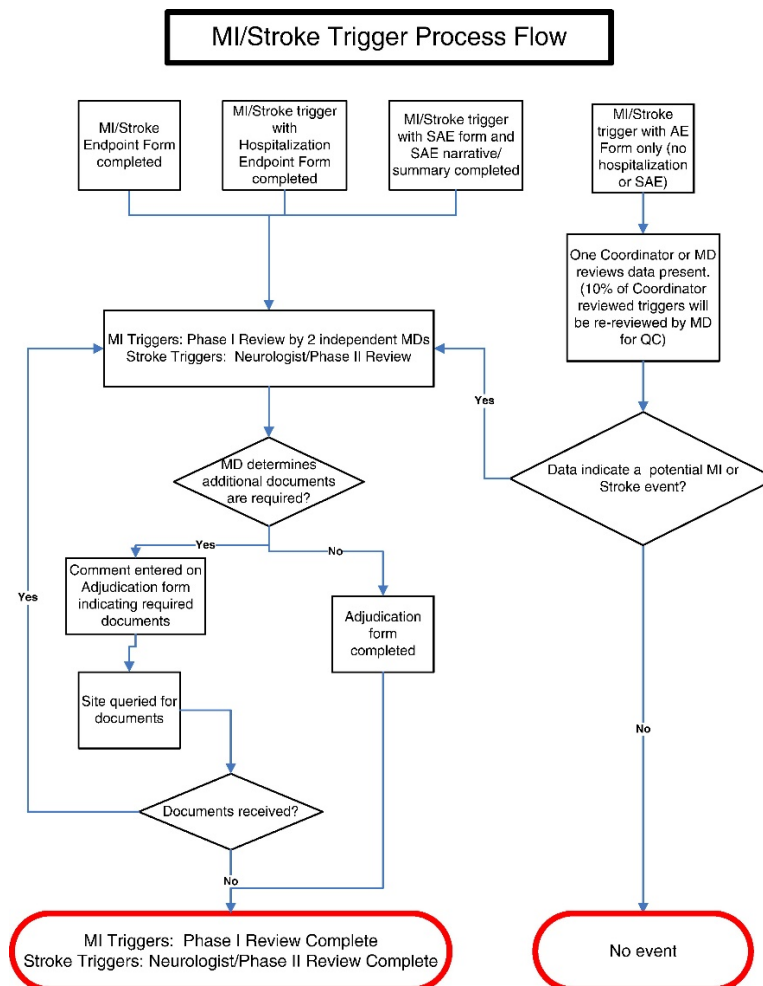 MI/Stroke Trigger Process Flow
MI/Stroke
Endpoint Form
completed
MI/Stroke trigger
with
Hospitalization
Endpoint Form
completed
MI/Stroke trigger
with SAE form and
SAE narrative/
summary completed
MI/Stroke
trigger with AE
Form only (no
hospitalization
or SAE)
One Coordinator or MD
reviews data present.
(10% of Coordinator
reviewed triggers will
be re-reviewed by MD
for QC)
MI Triggers: Phase I Review by 2 independent MDs
Stroke Triggers: Neurologist/Phase II Review
Yes
Data indicate a potential MI or
Stroke event?
MD determines
additional documents
are required?
Yes
No
Yes
Comment entered on
Adjudication form
indicating required
documents
Adjudication
form
completed
Site queried for
documents
No
Documents received?
No
MI Triggers: Phase I Review Complete
Stroke Triggers: Neurologist/Phase II Review Complete
No event